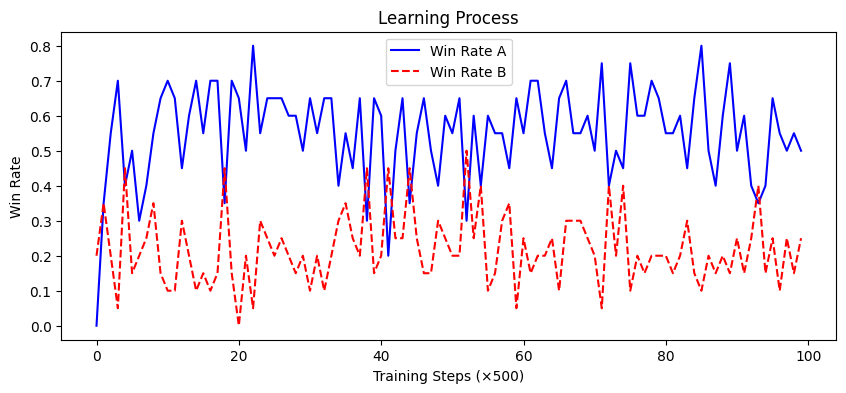 Learning Process
Win Rate A
Win Rate B
Win Rate
0.8
0.7
0.6
0.5
0.4
0.3
0.2
0.1
0.0
0 20 40 60 80 100
Training Steps (×500)